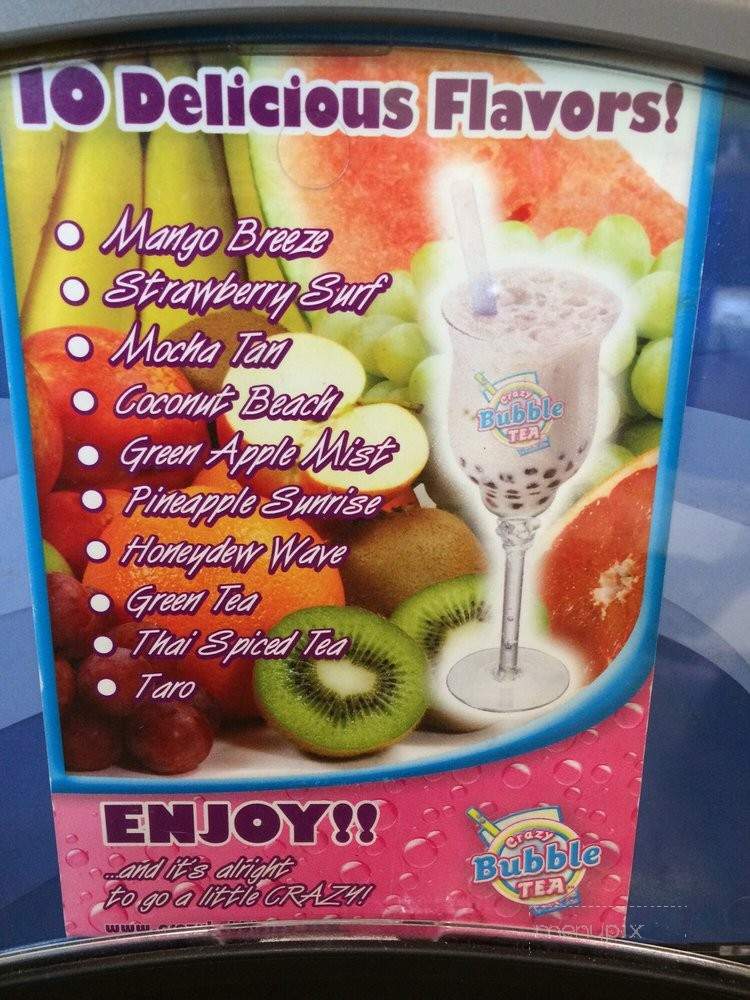 10 Delicious Flavors!
Mango Breeze
Strawberry Surf
Mocha Tan
Coconut Beach
Green Apple Mist
Pineapple Sunrise
Honeydew Wave
Green Tea
Thai Spiced Tea
Taro
Crazy
Bubble
TEA
ENJOY!!
...and it's alright
to go a little CRAZY!
Crazy
Bubble
TEA
menupix